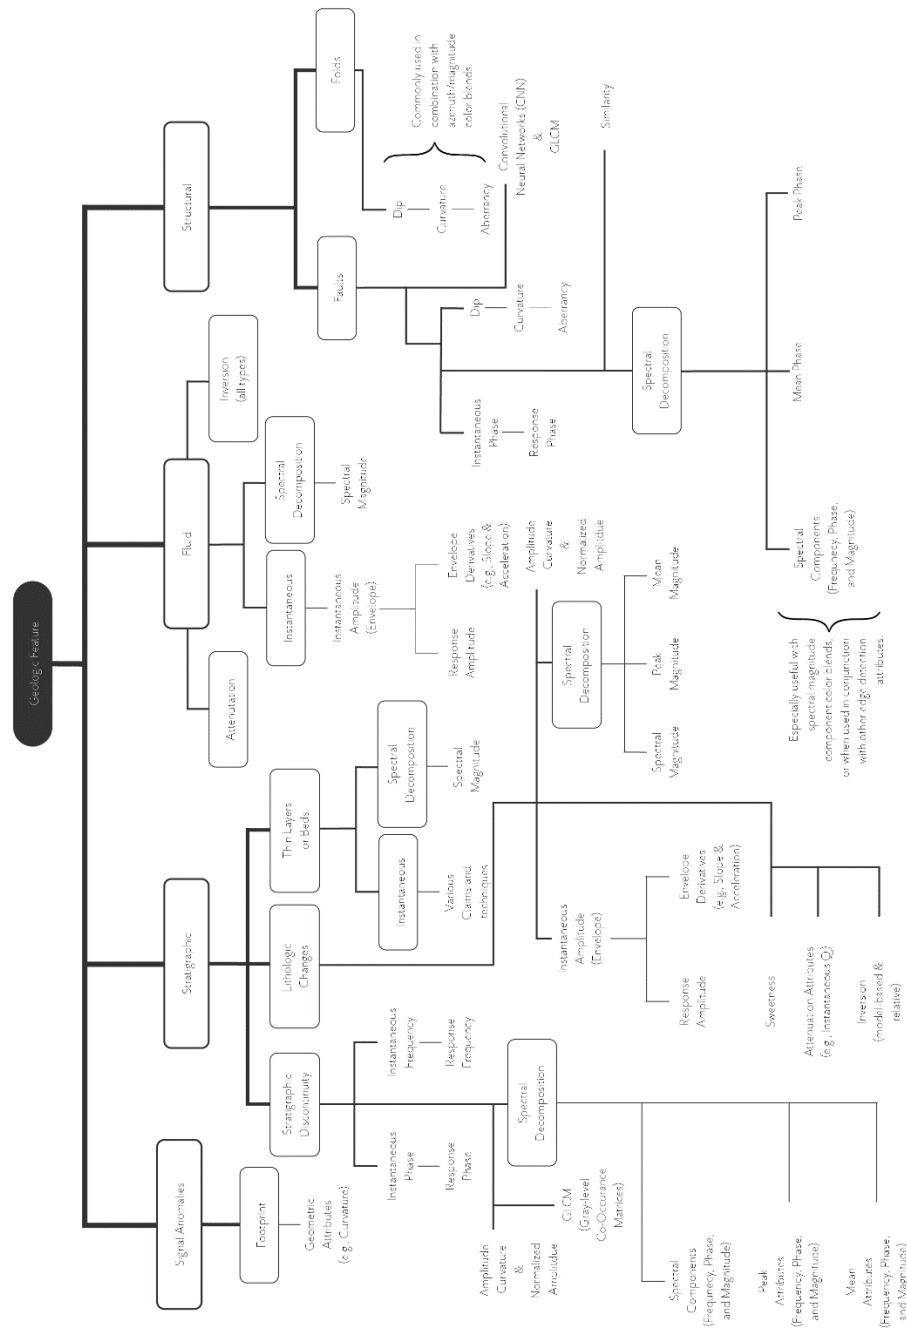 Geologic Feature
Signal Anomalies
Stratigraphic
Fluid
Structural
Footprint
Geometric
Attributes
(e.g, Curvature)
Stratigraphic
Discontinuity
Lithologic
Changes
Thin Layers
or Beds
Attenutation
Instantaneous
Spectral
Decomposition
Inversion
(all types)
Faults
Folds
Instantaneous
Phase
Response
Phase
Instantaneous
Frequency
Response
Frequency
Amplitude
Curvature
&
Normalized
Amplitdue
GLCM
(Gray-level
Co-Occurance
Matrices)
Spectral
Decomposition
Spectral
Components
(Frequnecy, Phase,
and Magnitude)
Peak
Attributes
(Frequency, Phase,
and Magnitude)
Mean
Attributes
(Frequency, Phase,
and Magnitude)
Instantaneous
Various
Claims and
techniques
Spectral
Decomposition
Spectral
Magnitude
Instantaneous
Amplitude
(Envelope)
Response
Amplitude
Envelope
Derivatives
(e.g., Slope &
Acceleration)
Spectral
Decomposition
Spectral
Magnitude
Peak
Magnitude
Mean
Magnitude
Amplitude
Curvature
&
Normalized
Amplitdue
Sweetness
Attenuation Attributes
(e.g., Instantaneous Q)
Inversion
(model-based &
relative)
Instantaneous
Amplitude
(Envelope)
Response
Amplitude
Envelope
Derivatives
(e.g, Slope &
Acceleration)
Spectral
Magnitude
Instantaneous
Phase
Response
Phase
Dip
Curvature
Aberrancy
Convolutional
Neural Networks (CNN)
&
GLCM
Similarity
Spectral
Decomposition
Spectral
Components
(Frequnecy, Phase,
and Magnitude)
Mean Phase
Peak Phase
Especially useful with
spectral magnitude
component color blends,
or when used in conjunction
with other edge detection
attributes.
Dip
Curvature
Aberrancy
Commonly used in
combination with
azimuth/magnitude
color blends.